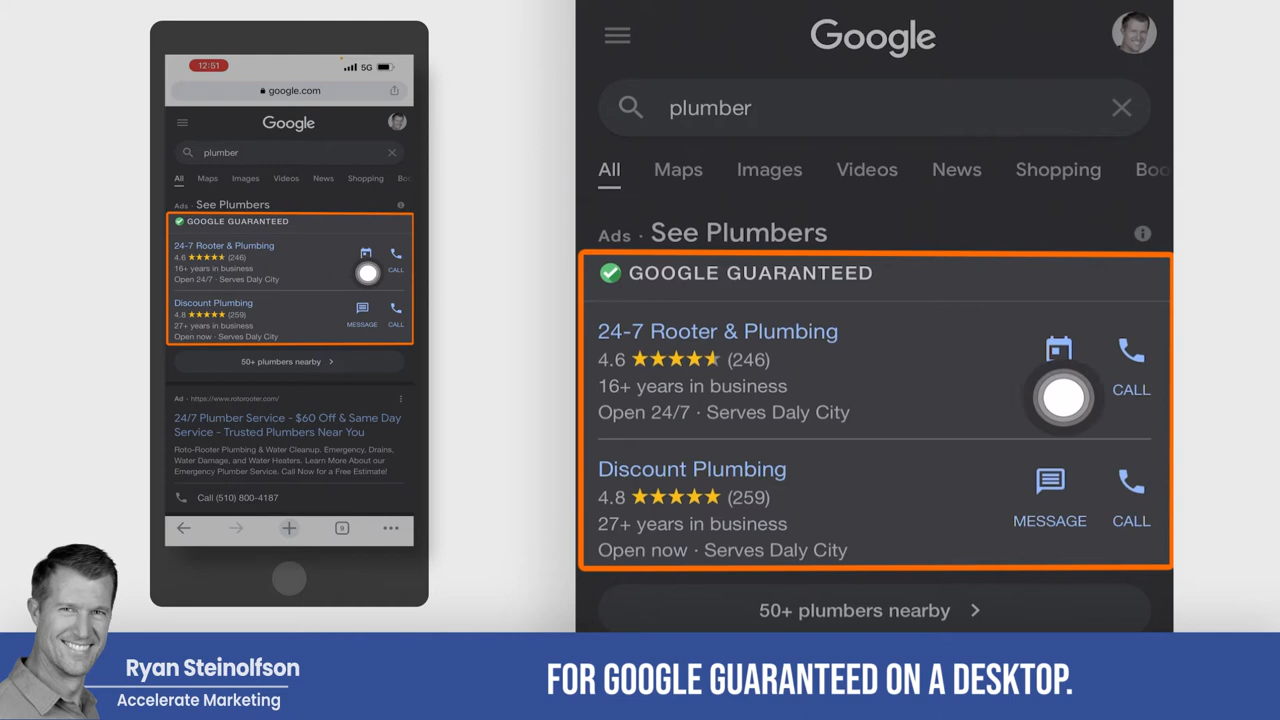 12:51
5G
google.com
Google
plumber
All Maps Images Videos News Shopping Boo
Ads · See Plumbers
GOOGLE GUARANTEED
24-7 Rooter & Plumbing
4.6 (246)
16+ years in business
Open 24/7 · Serves Daly City
CALL
Discount Plumbing
4.8 (259)
27+ years in business
Open now · Serves Daly City
MESSAGE CALL
50+ plumbers nearby
Ad · https://www.rotorooter.com/
24/7 Plumber Service - $60 Off & Same Day
Service - Trusted Plumbers Near You
Roto-Rooter Plumbing & Water Cleanup. Emergency, Drains,
Water Damage, and Water Heaters. Learn More About our
Emergency Plumber Service. Call Now for a Free Estimate!
Call (510) 800-4187
9
Google
plumber
All Maps Images Videos News Shopping Boo
Ads · See Plumbers
GOOGLE GUARANTEED
24-7 Rooter & Plumbing
4.6 (246)
16+ years in business
Open 24/7 · Serves Daly City
CALL
Discount Plumbing
4.8 (259)
27+ years in business
Open now · Serves Daly City
MESSAGE CALL
50+ plumbers nearby
Ryan Steinolfson
Accelerate Marketing
FOR GOOGLE GUARANTEED ON A DESKTOP.